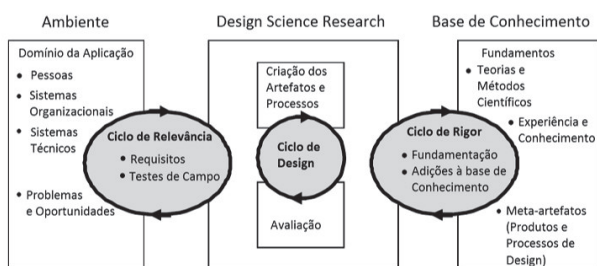 Ambiente
Design Science Research
Base de Conhecimento
Domínio da Aplicação
• Pessoas
• Sistemas
Organizacionais
• Sistemas
Técnicos
• Problemas
e Oportunidades
Ciclo de Relevância
• Requisitos
• Testes de Campo
Criação dos
Artefatos e
Processos
Ciclo de
Design
Avaliação
Ciclo de Rigor
• Fundamentação
• Adições à base de
Conhecimento
Fundamentos
• Teorias e
Métodos
Científicos
• Experiência e
Conhecimento
• Meta-artefatos
(Produtos e
Processos de
Design)